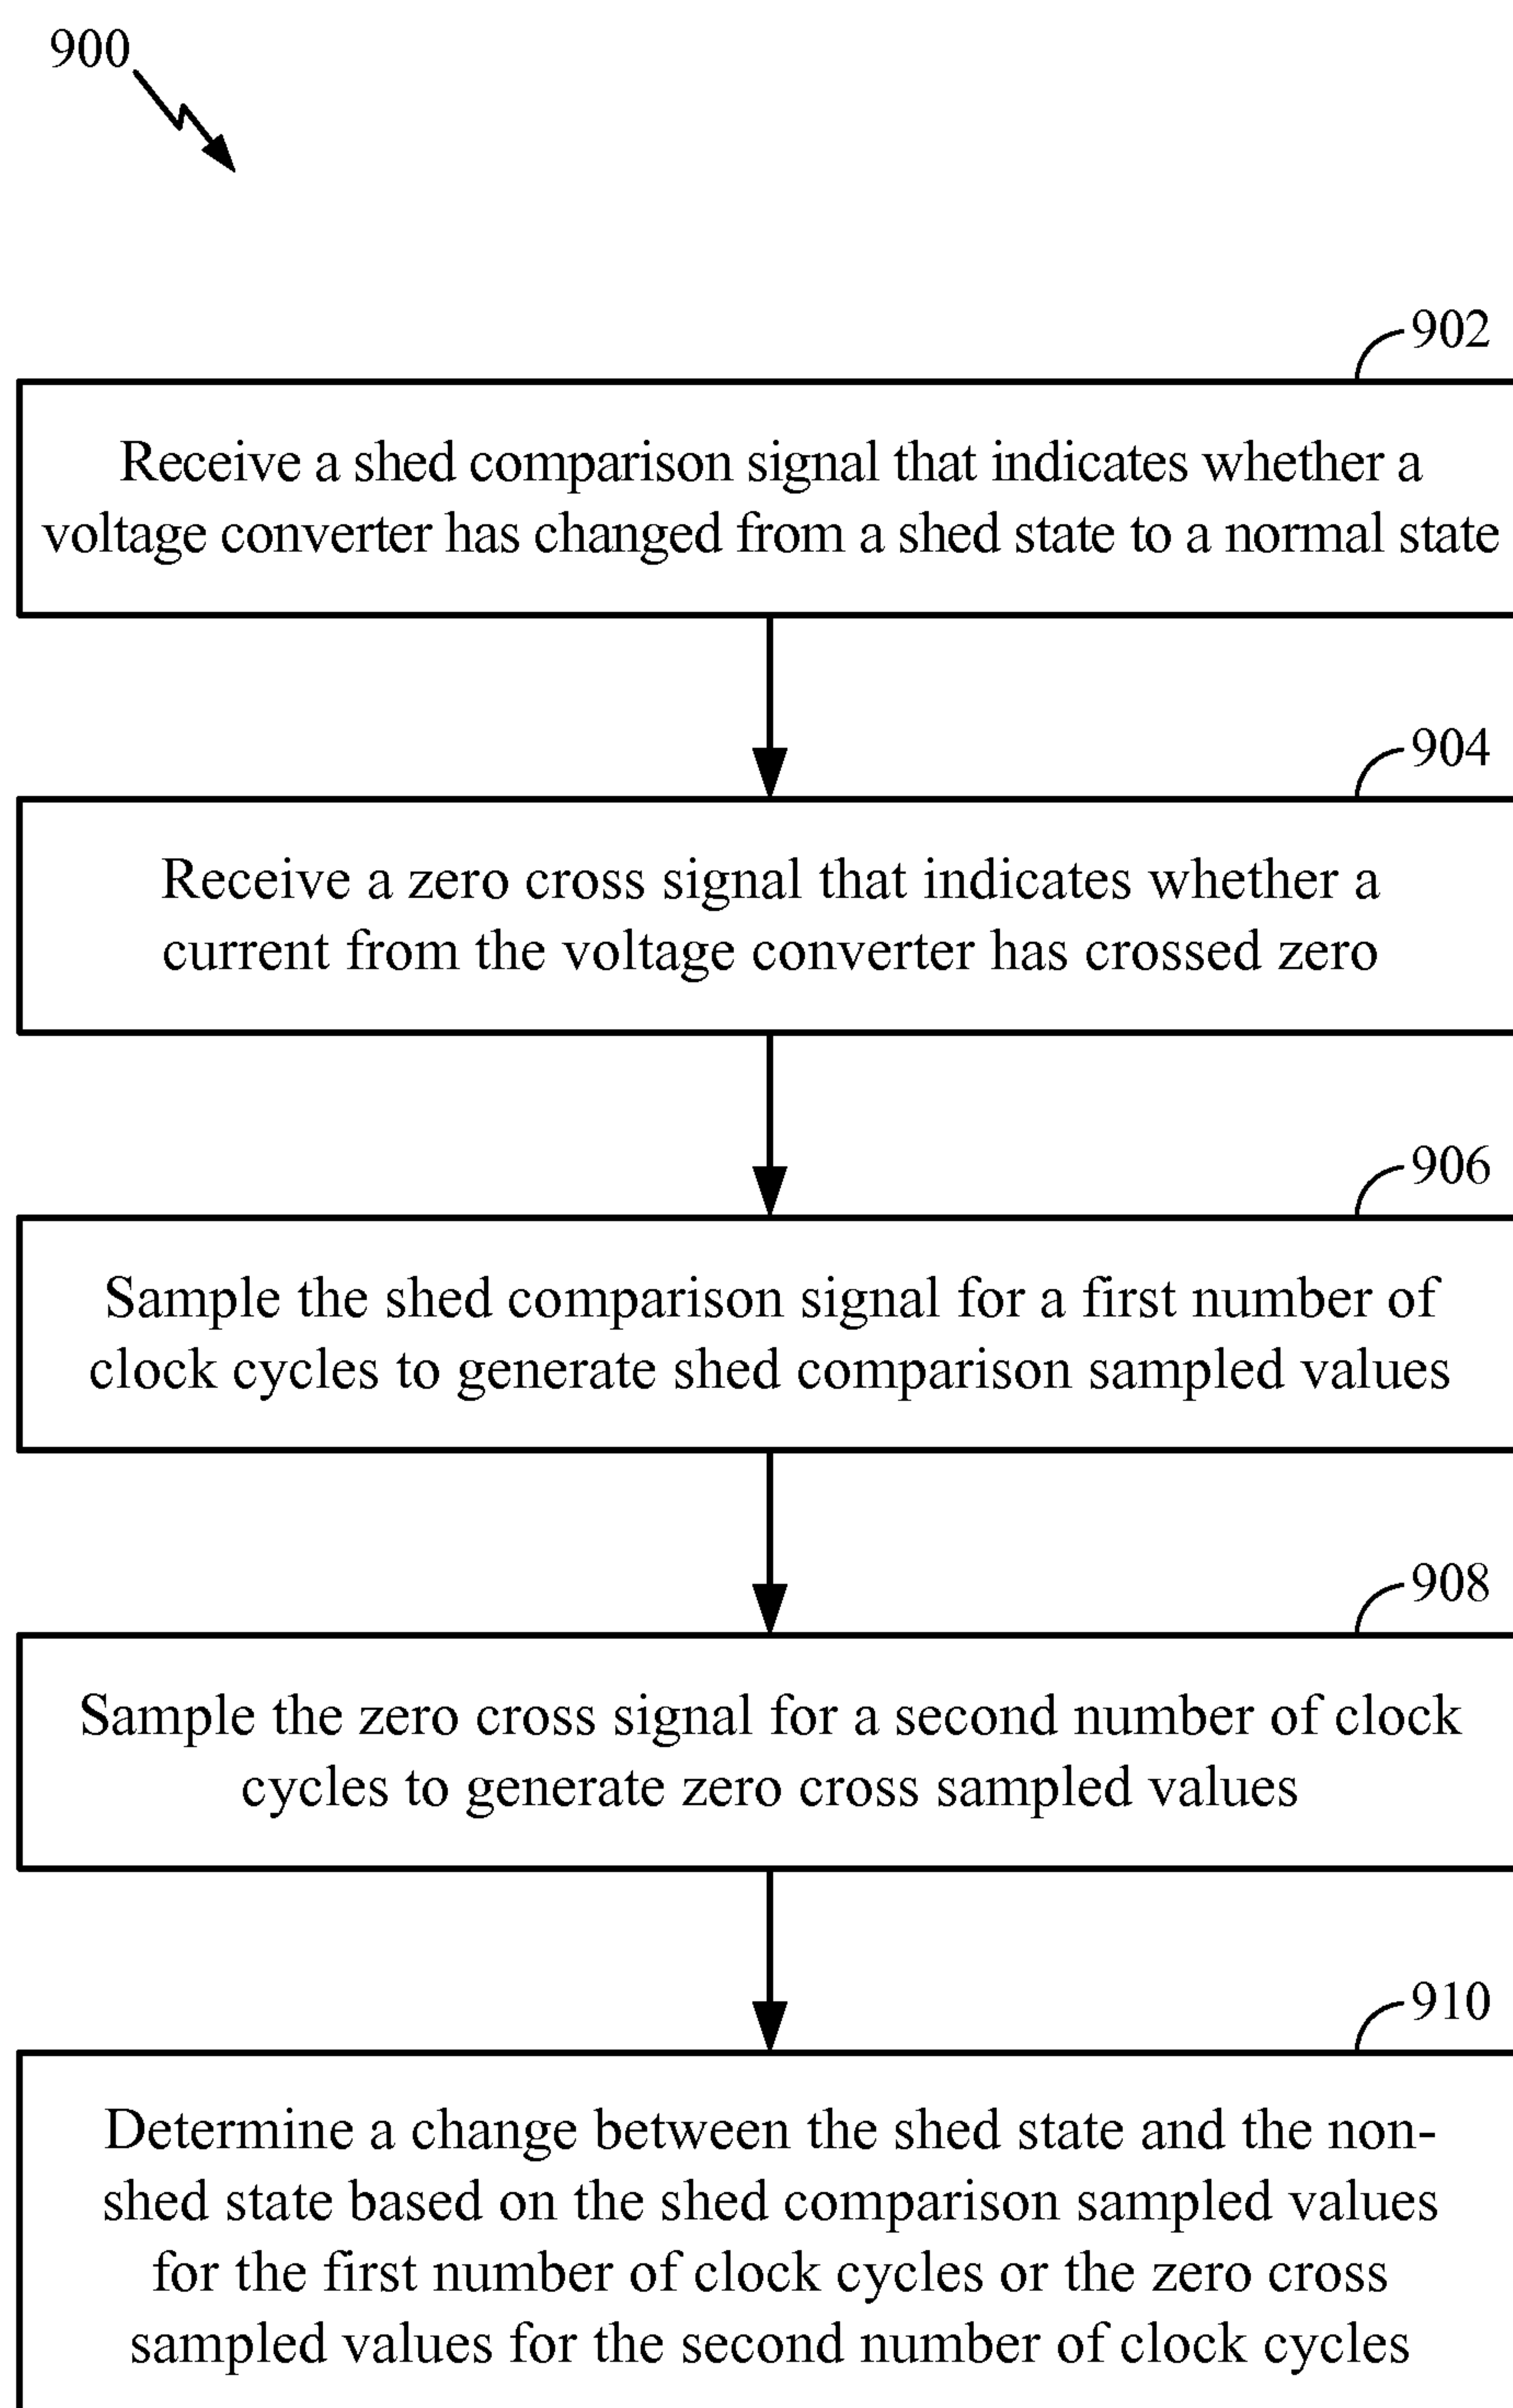 900
902
Receive a shed comparison signal that indicates whether a
voltage converter has changed from a shed state to a normal state
904
Receive a zero cross signal that indicates whether a
current from the voltage converter has crossed zero
906
Sample the shed comparison signal for a first number of
clock cycles to generate shed comparison sampled values
908
Sample the zero cross signal for a second number of clock
cycles to generate zero cross sampled values
910
Determine a change between the shed state and the non-
shed state based on the shed comparison sampled values
for the first number of clock cycles or the zero cross
sampled values for the second number of clock cycles